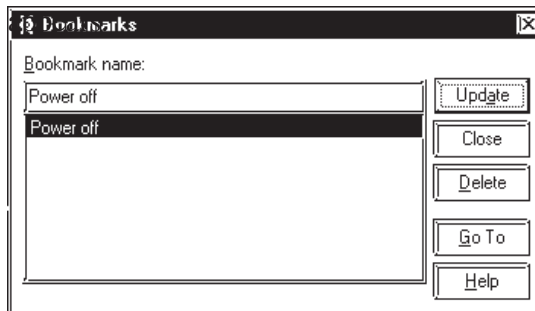 Bookmarks
Bookmark name:
Power off
Power off
Update
Close
Delete
Go To
Help